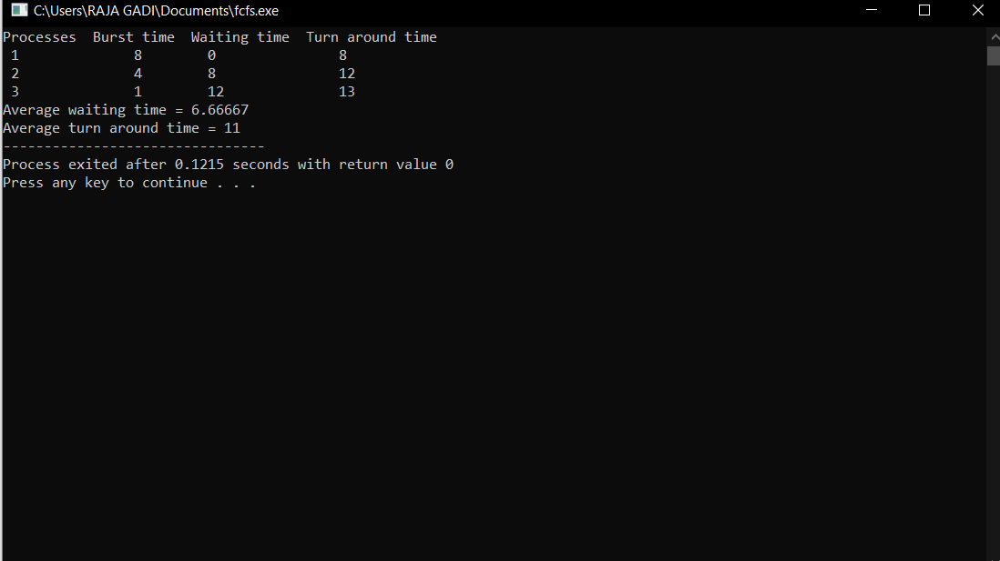 C:\Users\RAJA GADI\Documents\fcfs.exe
Processes  Burst time  Waiting time  Turn around time
 1              8        0               8
 2              4        8               12
 3              1        12              13
Average waiting time = 6.66667
Average turn around time = 11
--------------------------------
Process exited after 0.1215 seconds with return value 0
Press any key to continue . . .